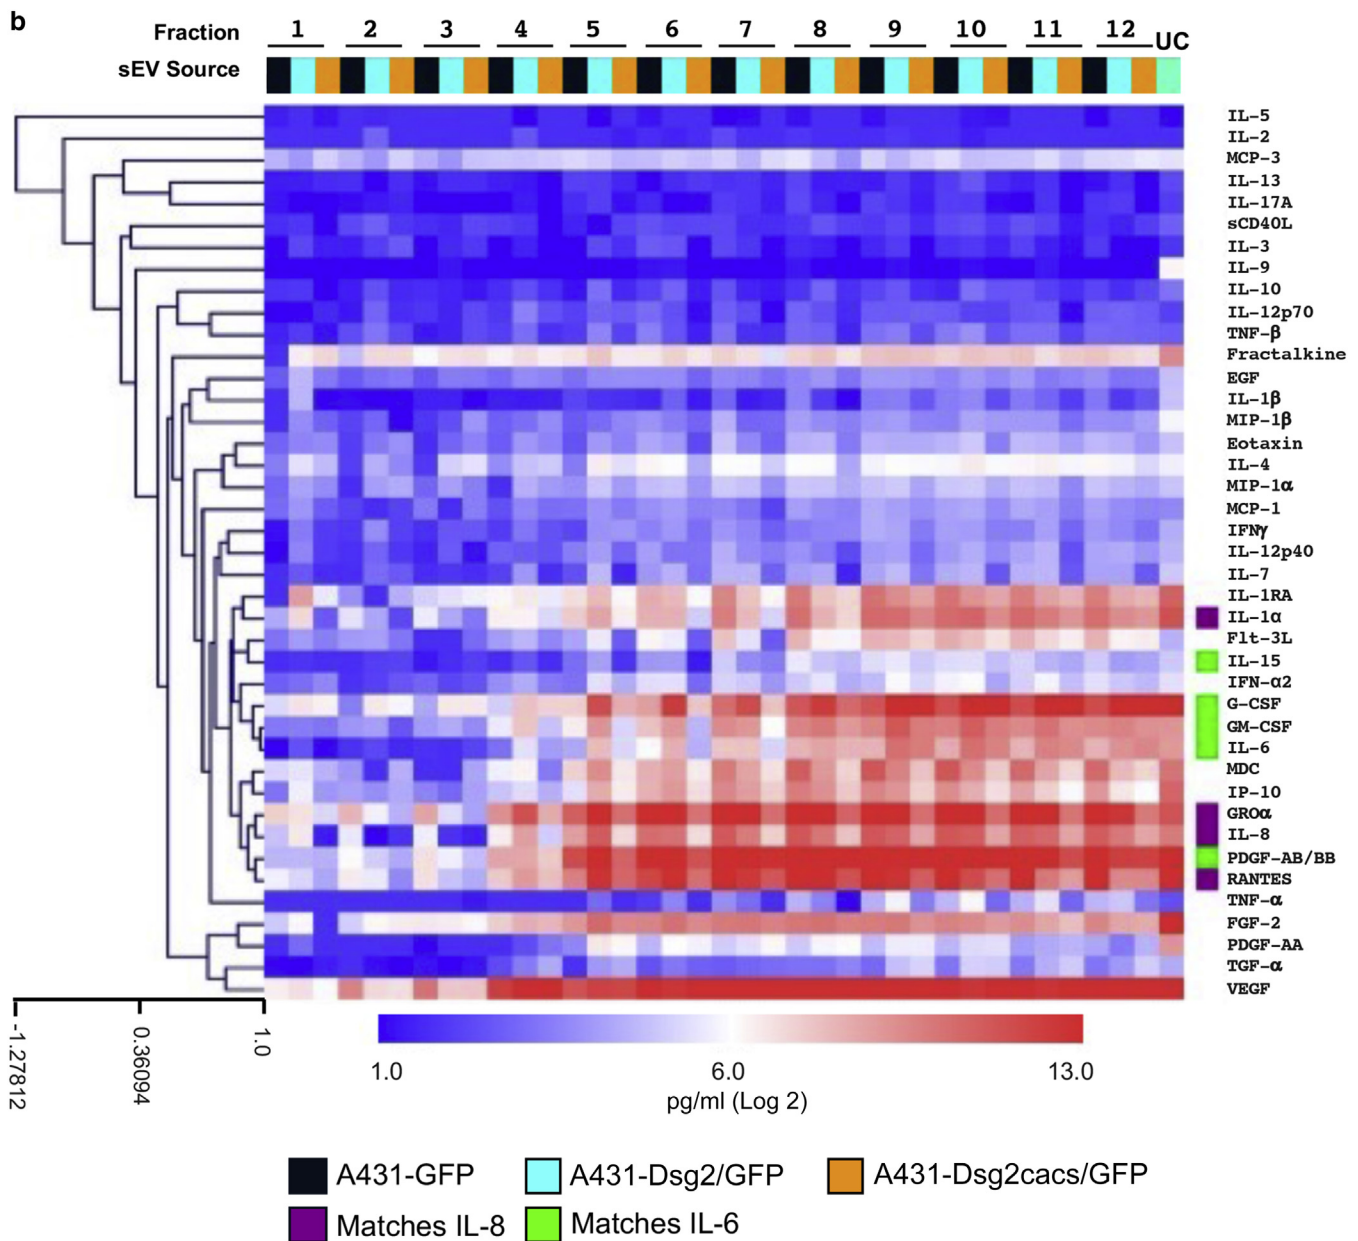 b
Fraction 1 2 3 4 5 6 7 8 9 10 11 12 UC
sEV Source
IL-5
IL-2
MCP-3
IL-13
IL-17A
sCD40L
IL-3
IL-9
IL-10
IL-12p70
TNF-β
Fractalkine
EGF
IL-1β
MIP-1β
Eotaxin
IL-4
MIP-1α
MCP-1
IFNγ
IL-12p40
IL-7
IL-1RA
IL-1α
Flt-3L
IL-15
IFN-α2
G-CSF
GM-CSF
IL-6
MDC
IP-10
GROα
IL-8
PDGF-AB/BB
RANTES
TNF-α
FGF-2
PDGF-AA
TGF-α
VEGF
-1.27812 0.36094 1.0
1.0 6.0 13.0
pg/ml (Log 2)
A431-GFP A431-Dsg2/GFP A431-Dsg2cacs/GFP
Matches IL-8 Matches IL-6